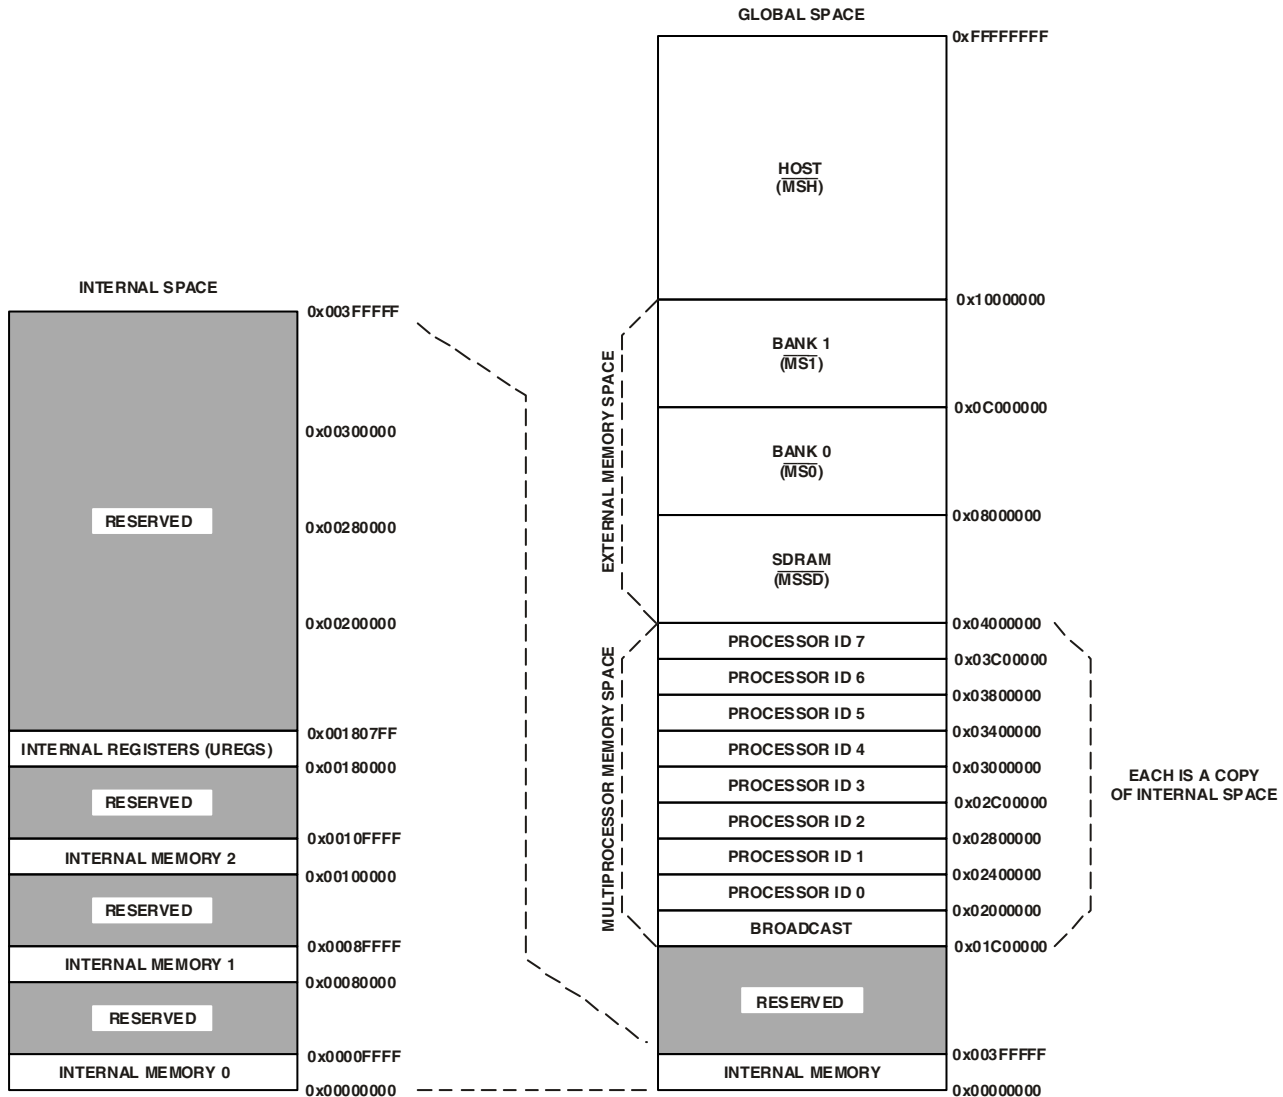 INTERNAL SPACE
0x003FFFFF
0x00300000
RESERVED
0x00280000
0x00200000
0x001807FF
INTERNAL REGISTERS (UREGS)
0x00180000
RESERVED
0x0010FFFF
INTERNAL MEMORY 2
0x00100000
RESERVED
0x0008FFFF
INTERNAL MEMORY 1
0x00080000
RESERVED
0x0000FFFF
INTERNAL MEMORY 0
0x00000000
GLOBAL SPACE
0xFFFFFFFF
HOST
(MSH)
0x10000000
BANK 1
(MS1)
0x0C000000
BANK 0
(MS0)
0x08000000
SDRAM
(MSSD)
0x04000000
PROCESSOR ID 7
0x03C00000
PROCESSOR ID 6
0x03800000
PROCESSOR ID 5
0x03400000
PROCESSOR ID 4
0x03000000
PROCESSOR ID 3
0x02C00000
PROCESSOR ID 2
0x02800000
PROCESSOR ID 1
0x02400000
PROCESSOR ID 0
0x02000000
BROADCAST
0x01C00000
RESERVED
0x003FFFFF
INTERNAL MEMORY
0x00000000
EXTERNAL MEMORY SPACE
MULTIPROCESSOR MEMORY SPACE
EACH IS A COPY
OF INTERNAL SPACE